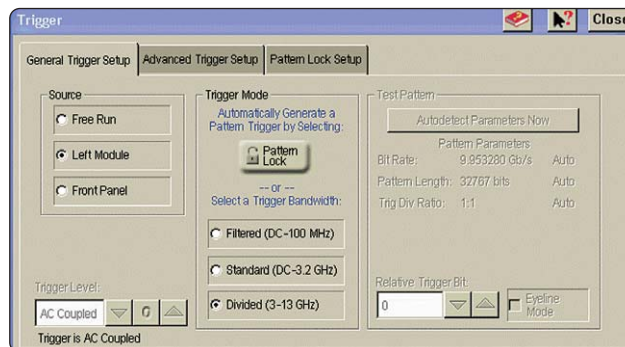 Trigger
Close
General Trigger Setup
Advanced Trigger Setup
Pattern Lock Setup
Source
Free Run
Left Module
Front Panel
Trigger Level:
AC Coupled
0
Trigger is AC Coupled
Trigger Mode
Automatically Generate a
Pattern Trigger by Selecting:
Pattern
Lock
-- or --
Select a Trigger Bandwidth:
Filtered (DC-100 MHz)
Standard (DC-3.2 GHz)
Divided (3-13 GHz)
Test Pattern
Autodetect Parameters Now
Pattern Parameters
Bit Rate: 9.953280 Gb/s Auto
Pattern Length: 32767 bits Auto
Trig Div Ratio: 1:1 Auto
Relative Trigger Bit:
0
Eyeline
Mode